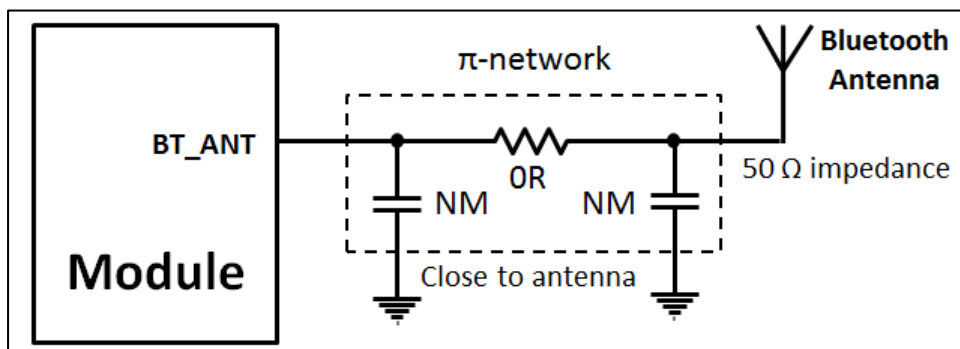 π-network
Bluetooth
Antenna
BT_ANT
0R
50 Ω impedance
NM
NM
Module
Close to antenna